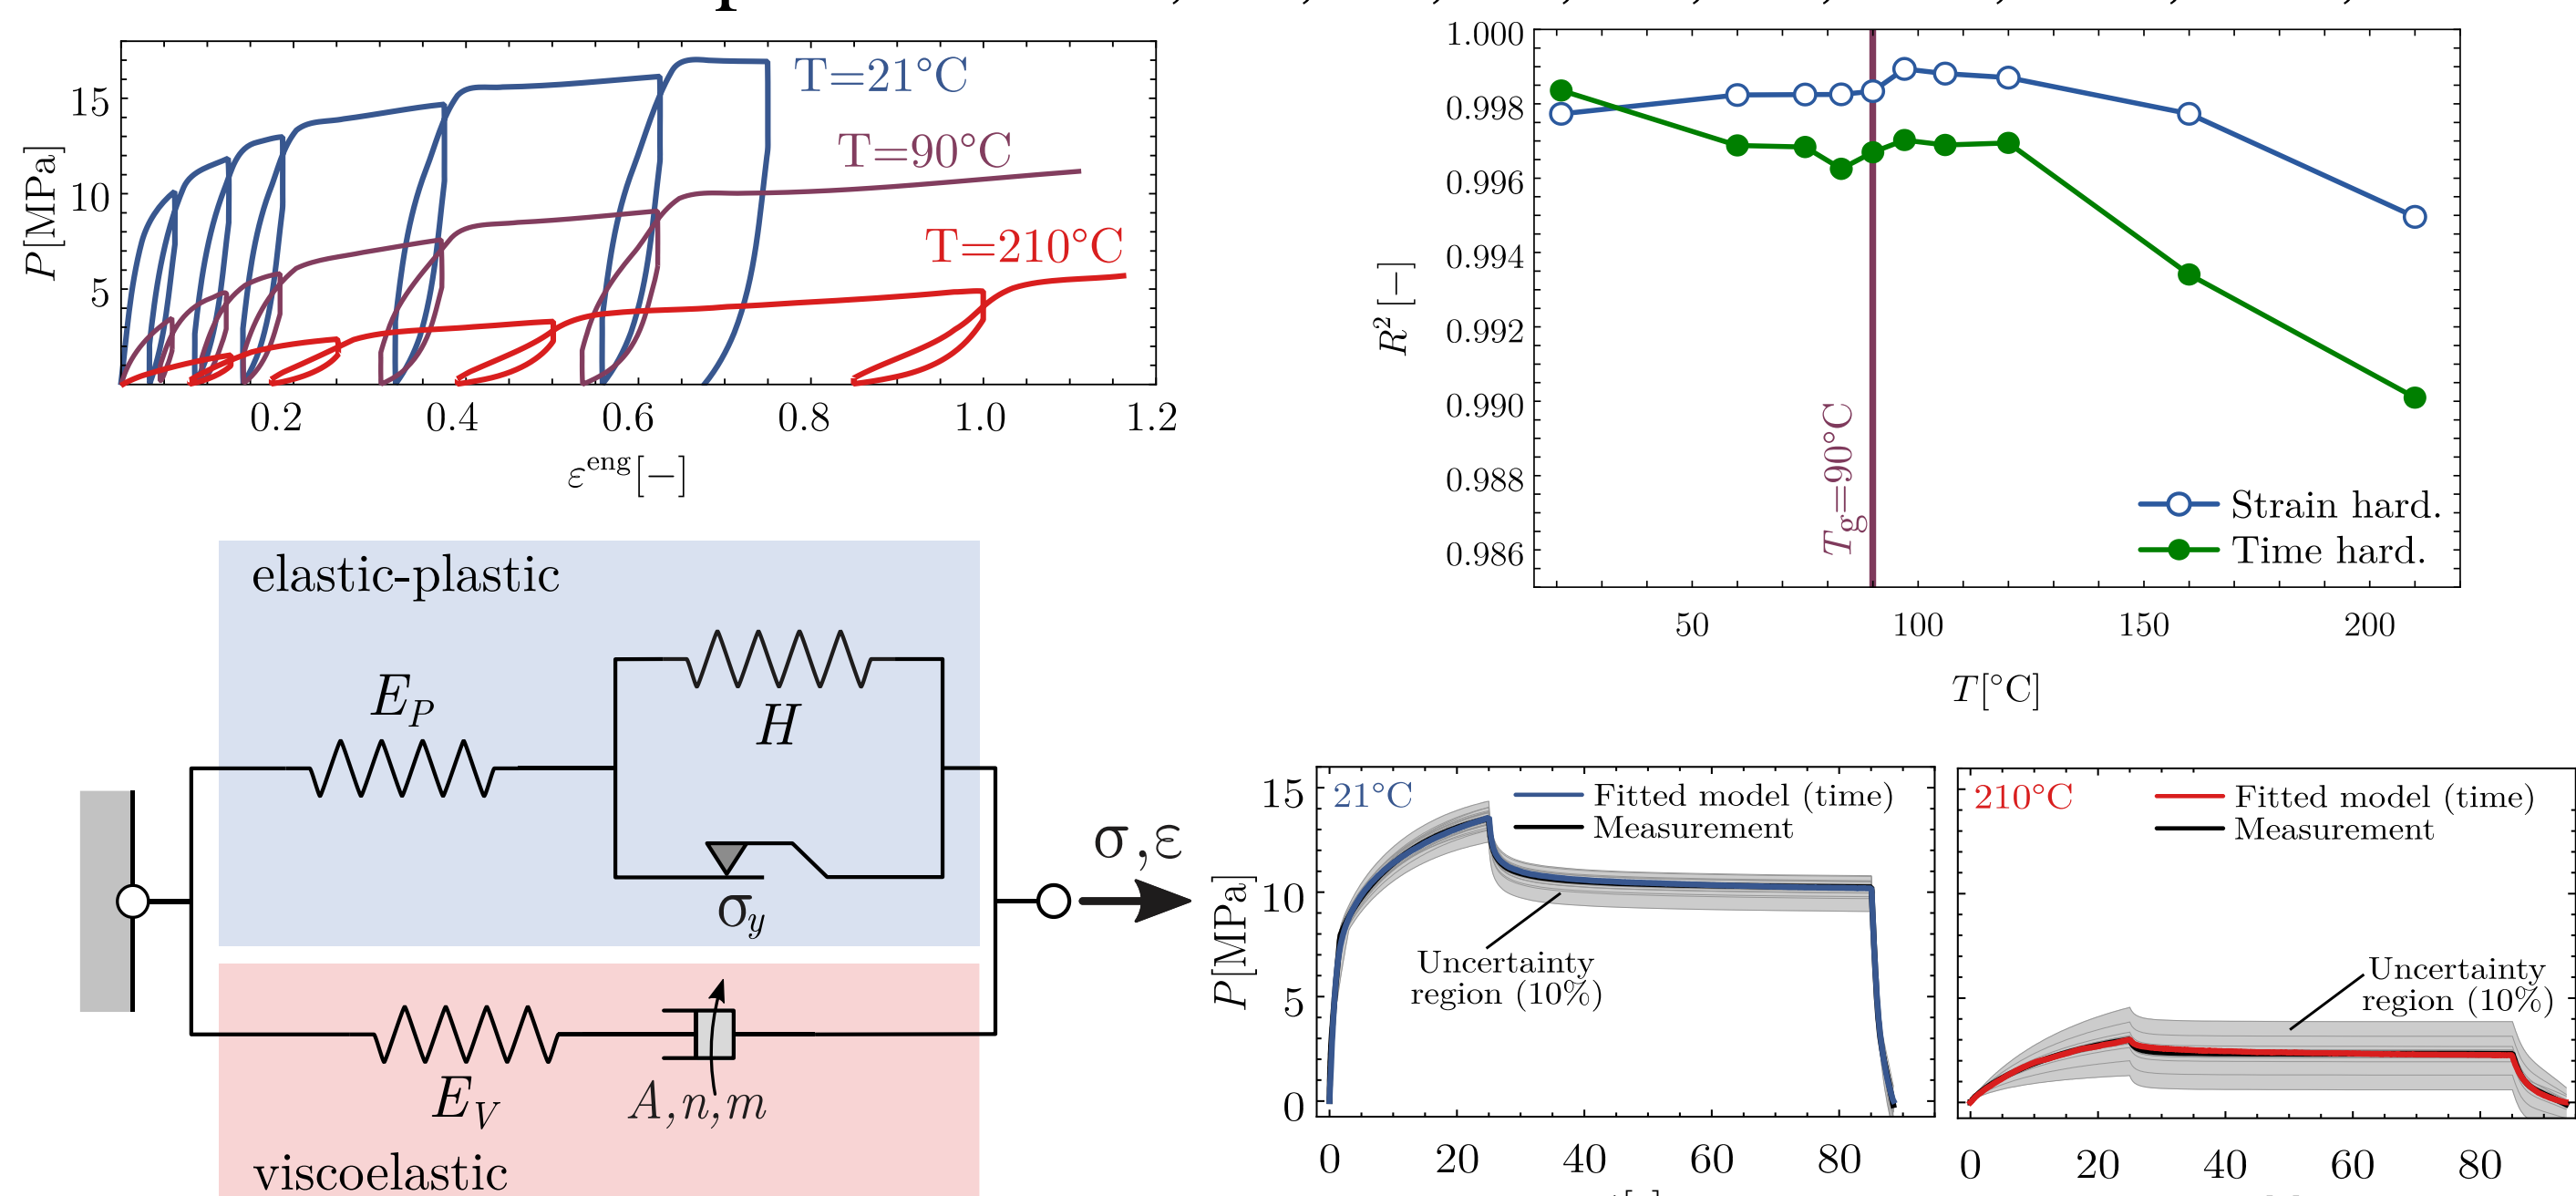 T=21°C
T=90°C
T=210°C
P[MPa]
15
10
5
0.2 0.4 0.6 0.8 1.0 1.2
ε^eng[−]
1.000
0.998
0.996
0.994
0.992
0.990
0.988
0.986
R²[−]
T_g=90°C
Strain hard.
Time hard.
50 100 150 200
T[°C]
elastic-plastic
E_P
H
σ_y
σ,ε
E_V
A,n,m
viscoelastic
15
10
5
0
P[MPa]
21°C
Fitted model (time)
Measurement
Uncertainty
region (10%)
0 20 40 60 80
210°C
Fitted model (time)
Measurement
Uncertainty
region (10%)
0 20 40 60 80